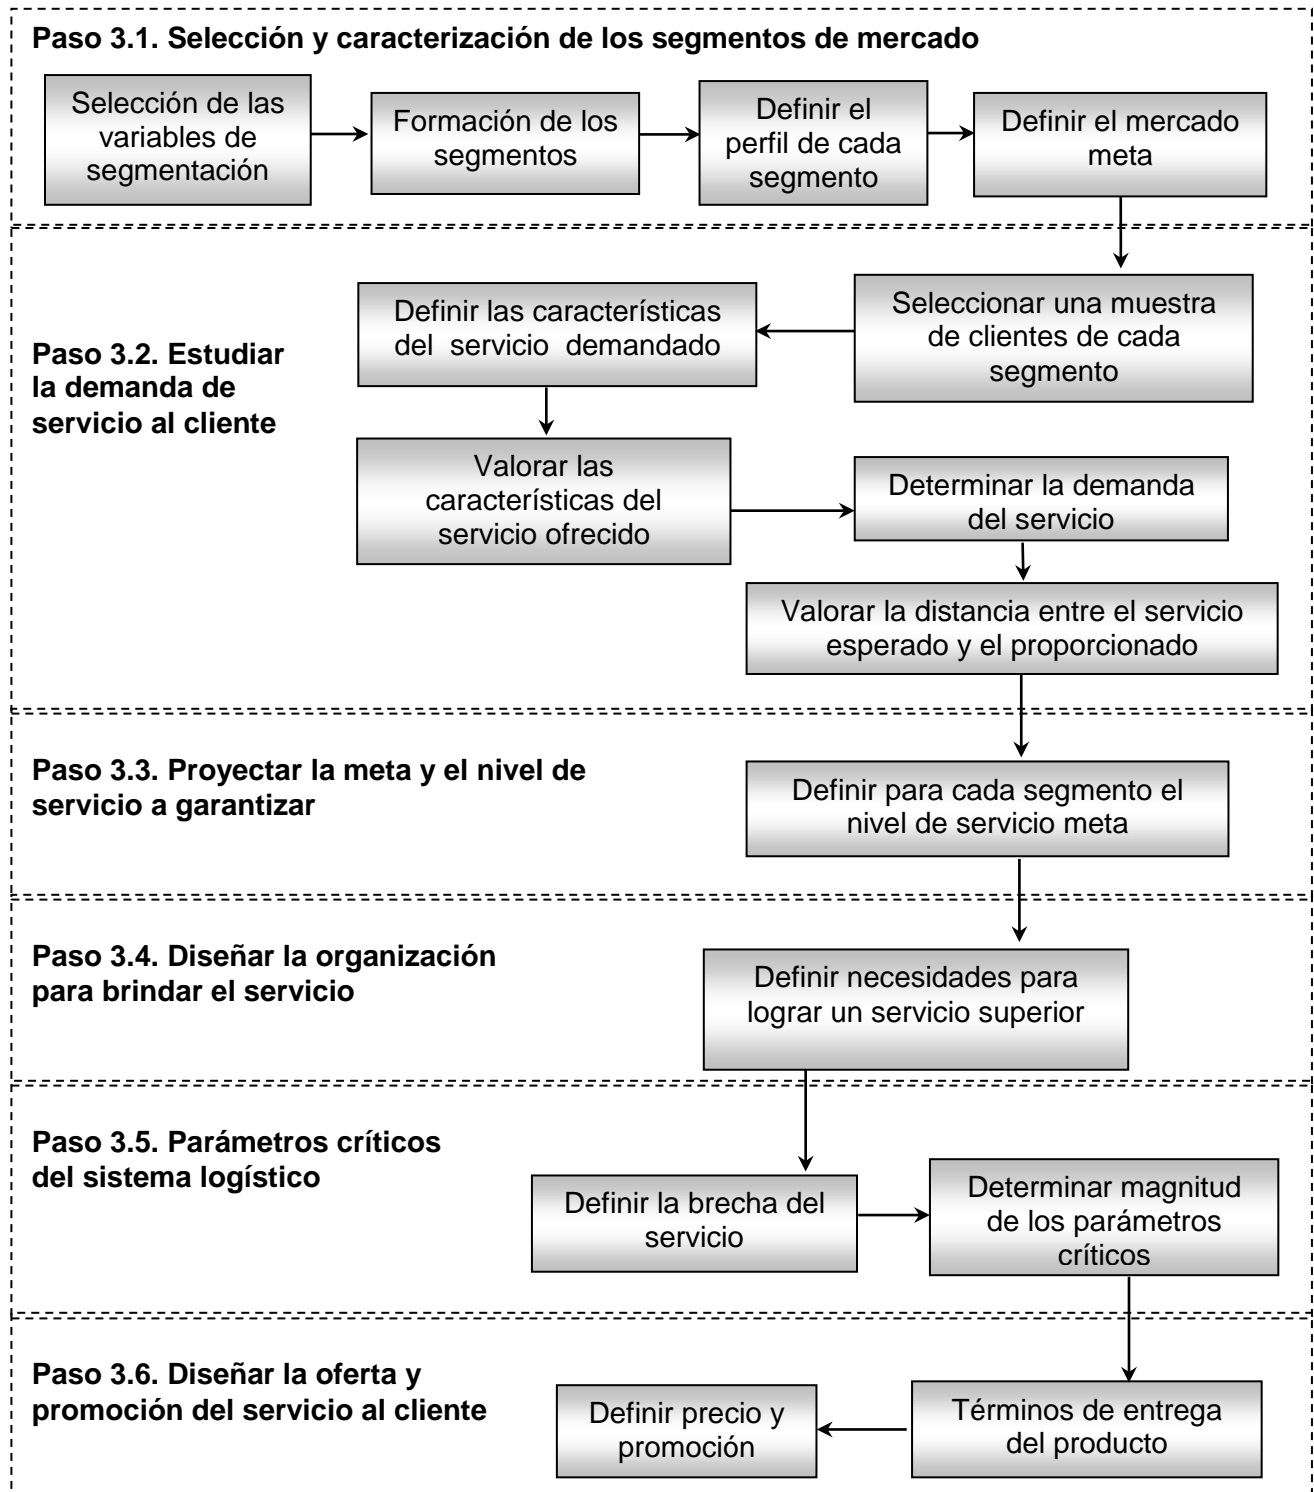 Paso 3.1. Selección y caracterización de los segmentos de mercado
Selección de las
variables de
segmentación
Formación de los
segmentos
Definir el
perfil de cada
segmento
Definir el mercado
meta
Paso 3.2. Estudiar
la demanda de
servicio al cliente
Seleccionar una muestra
de clientes de cada
segmento
Definir las características
del servicio demandado
Valorar las
características del
servicio ofrecido
Determinar la demanda
del servicio
Valorar la distancia entre el servicio
esperado y el proporcionado
Paso 3.3. Proyectar la meta y el nivel de
servicio a garantizar
Definir para cada segmento el
nivel de servicio meta
Paso 3.4. Diseñar la organización
para brindar el servicio
Definir necesidades para
lograr un servicio superior
Paso 3.5. Parámetros críticos
del sistema logístico
Definir la brecha del
servicio
Determinar magnitud
de los parámetros
críticos
Paso 3.6. Diseñar la oferta y
promoción del servicio al cliente
Términos de entrega
del producto
Definir precio y
promoción